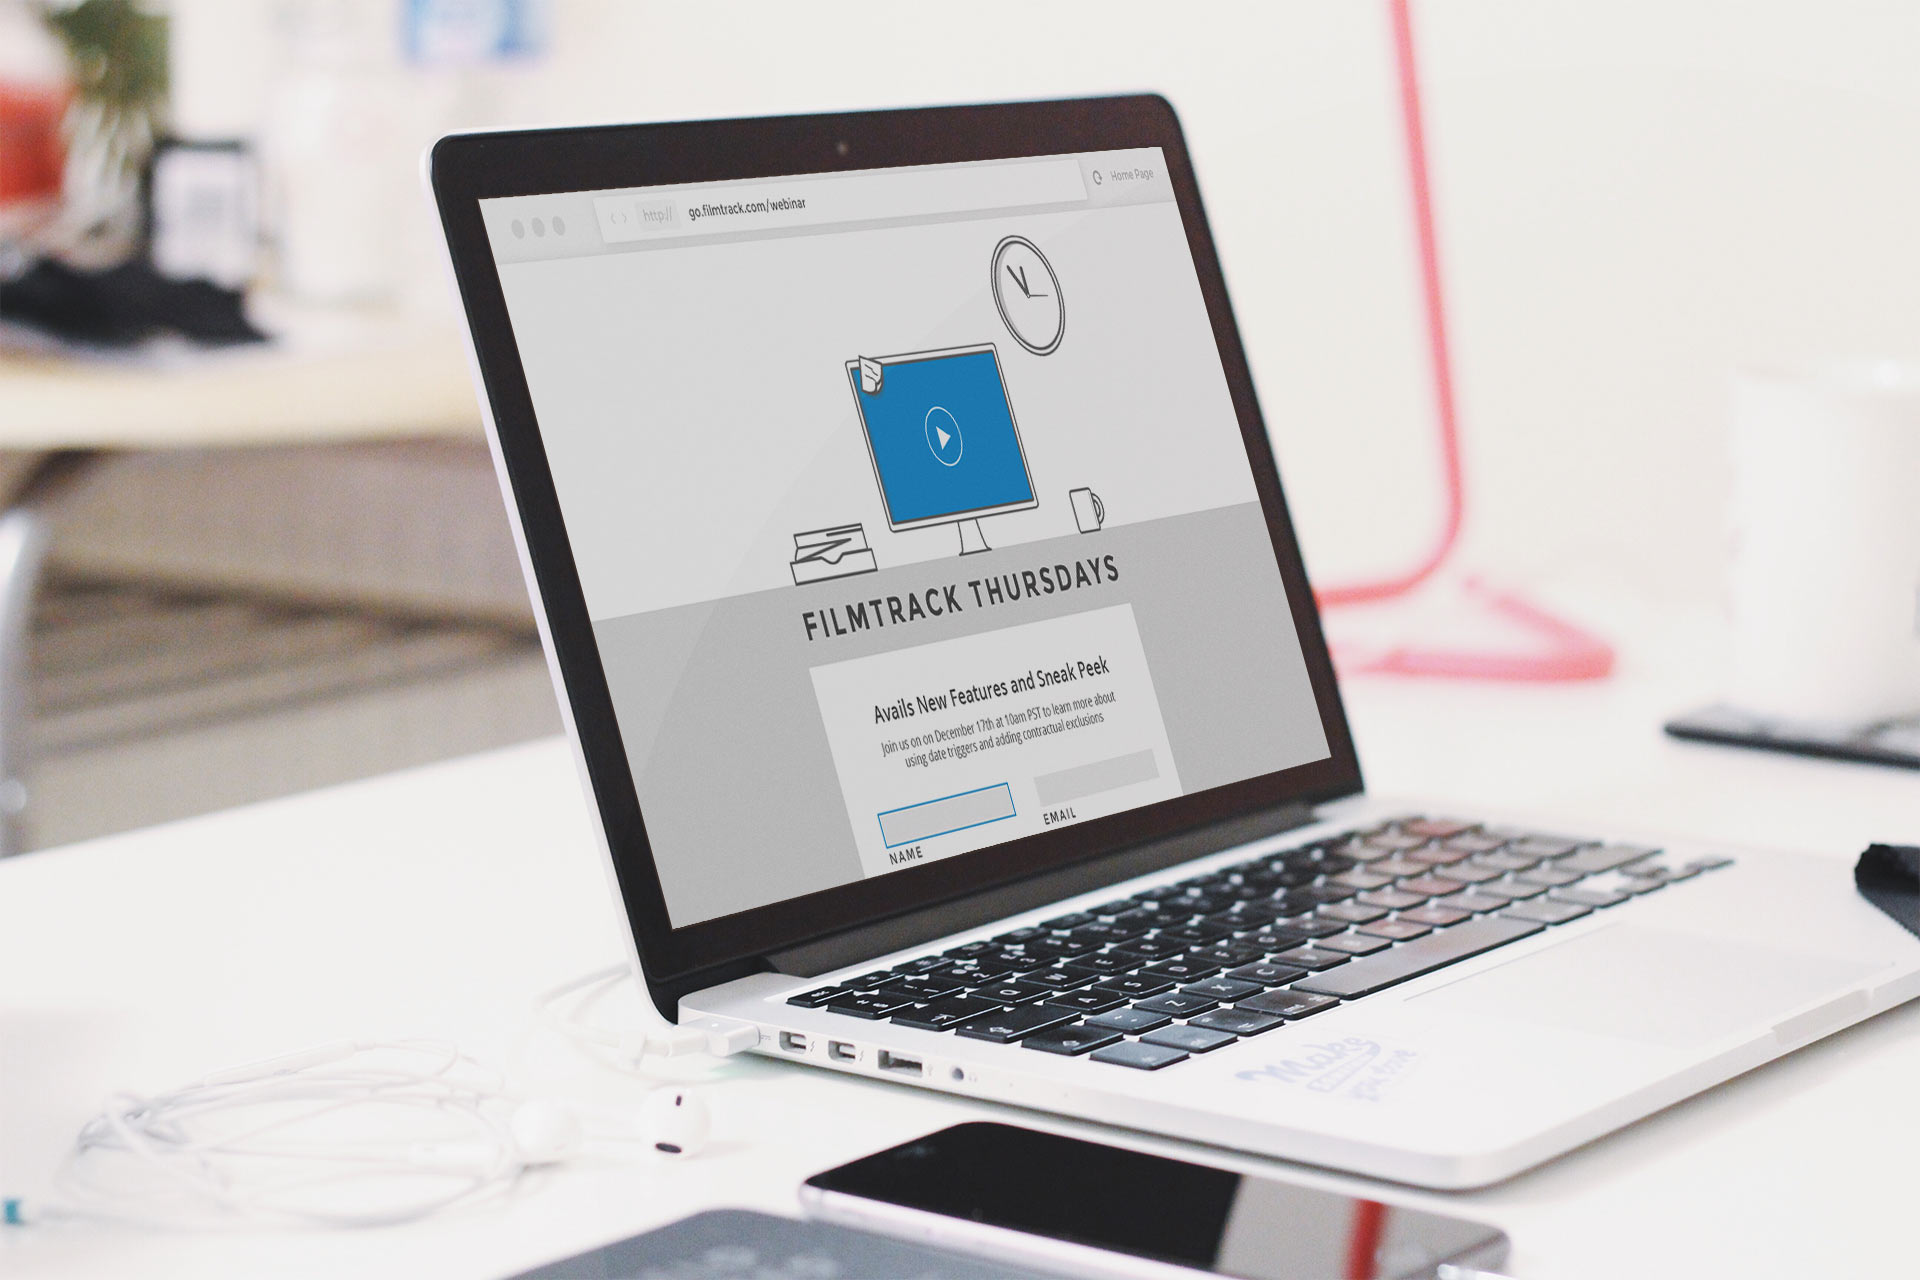 http:// go.filmtrack.com/webinar
Home Page
FILMTRACK THURSDAYS
Avails New Features and Sneak Peek
Join us on on December 17th at 10am PST to learn more about
using date triggers and adding contractual exclusions
NAME
EMAIL
Make